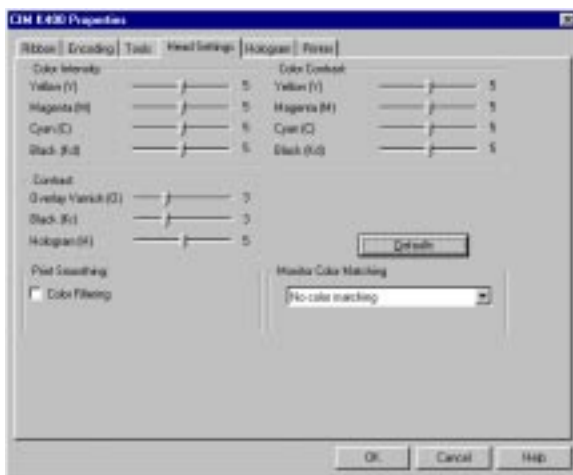 CIM K400 Properties
Ribbon Encoding Tools Head Settings Hologram Printer
Color Intensity
Yellow (Y) 5
Magenta (M) 5
Cyan (C) 5
Black (Kd) 5
Color Contrast
Yellow (Y) 5
Magenta (M) 5
Cyan (C) 5
Black (Kd) 5
Contrast
Overlay Varnish (O) 3
Black (Kr) 3
Hologram (H) 5
Defaults
Print Smoothing
Color Filtering
Monitor Color Matching
No color matching
OK Cancel Help